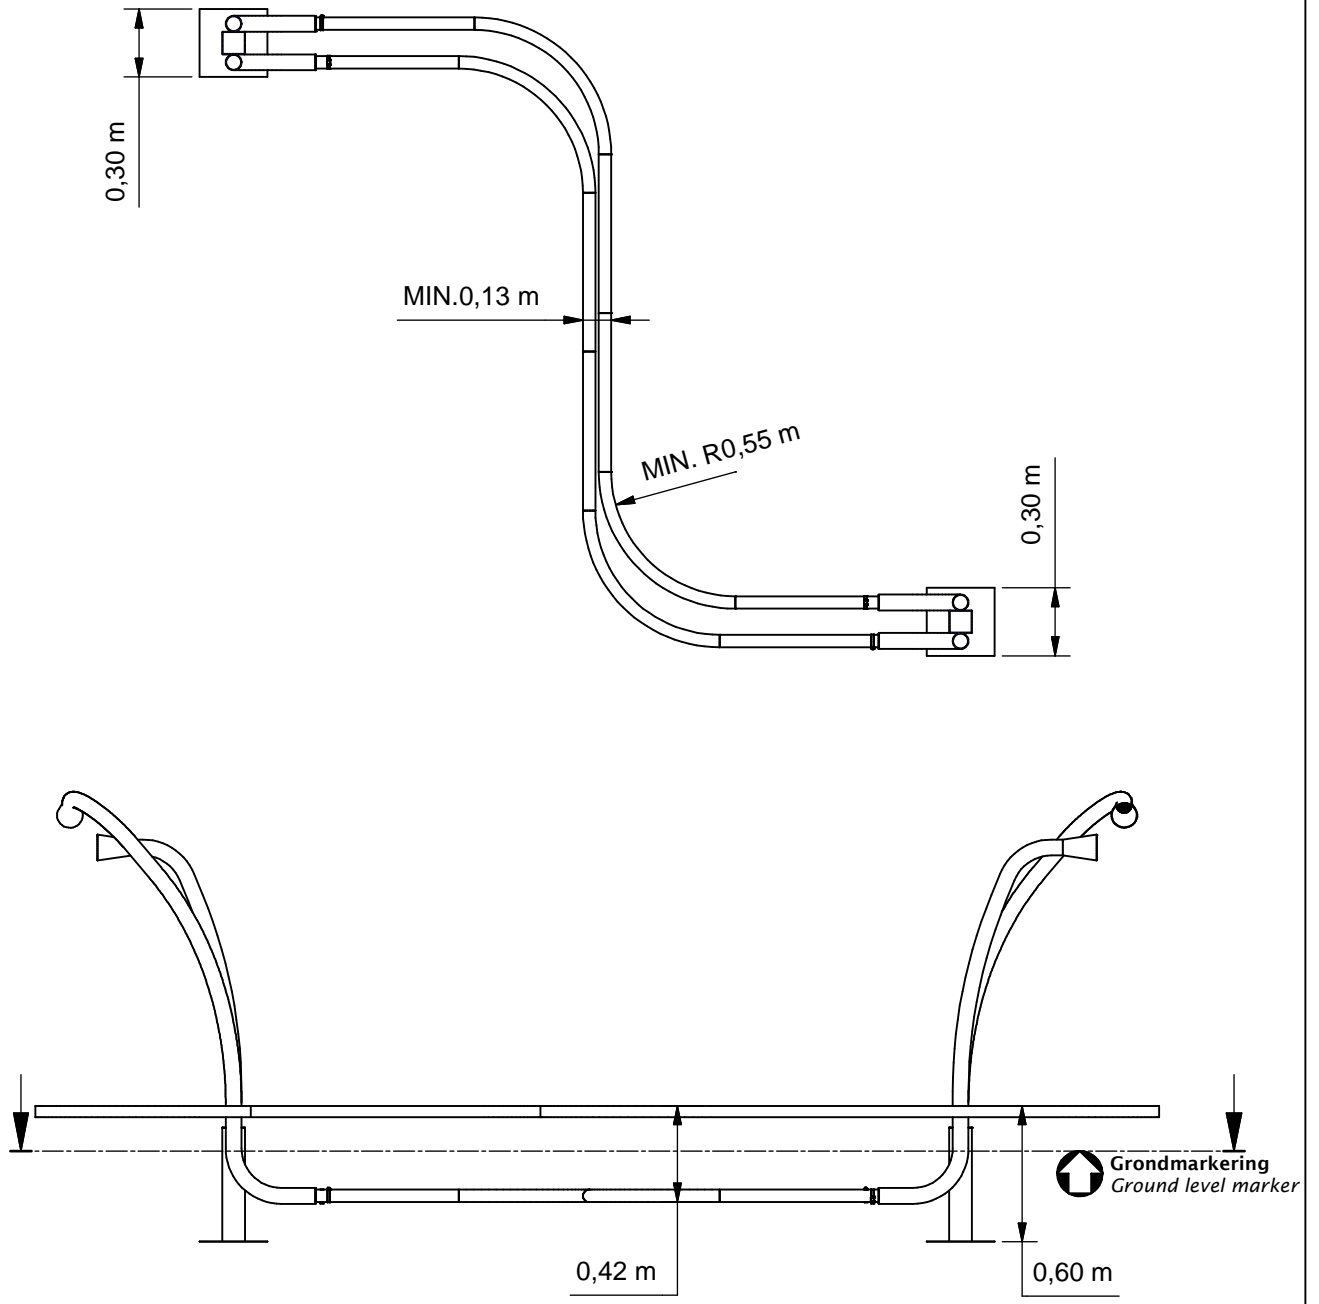 0,30 m
MIN.0,13 m
MIN. R0,55 m
0,30 m
Grondmarkering
Ground level marker
0,42 m
0,60 m